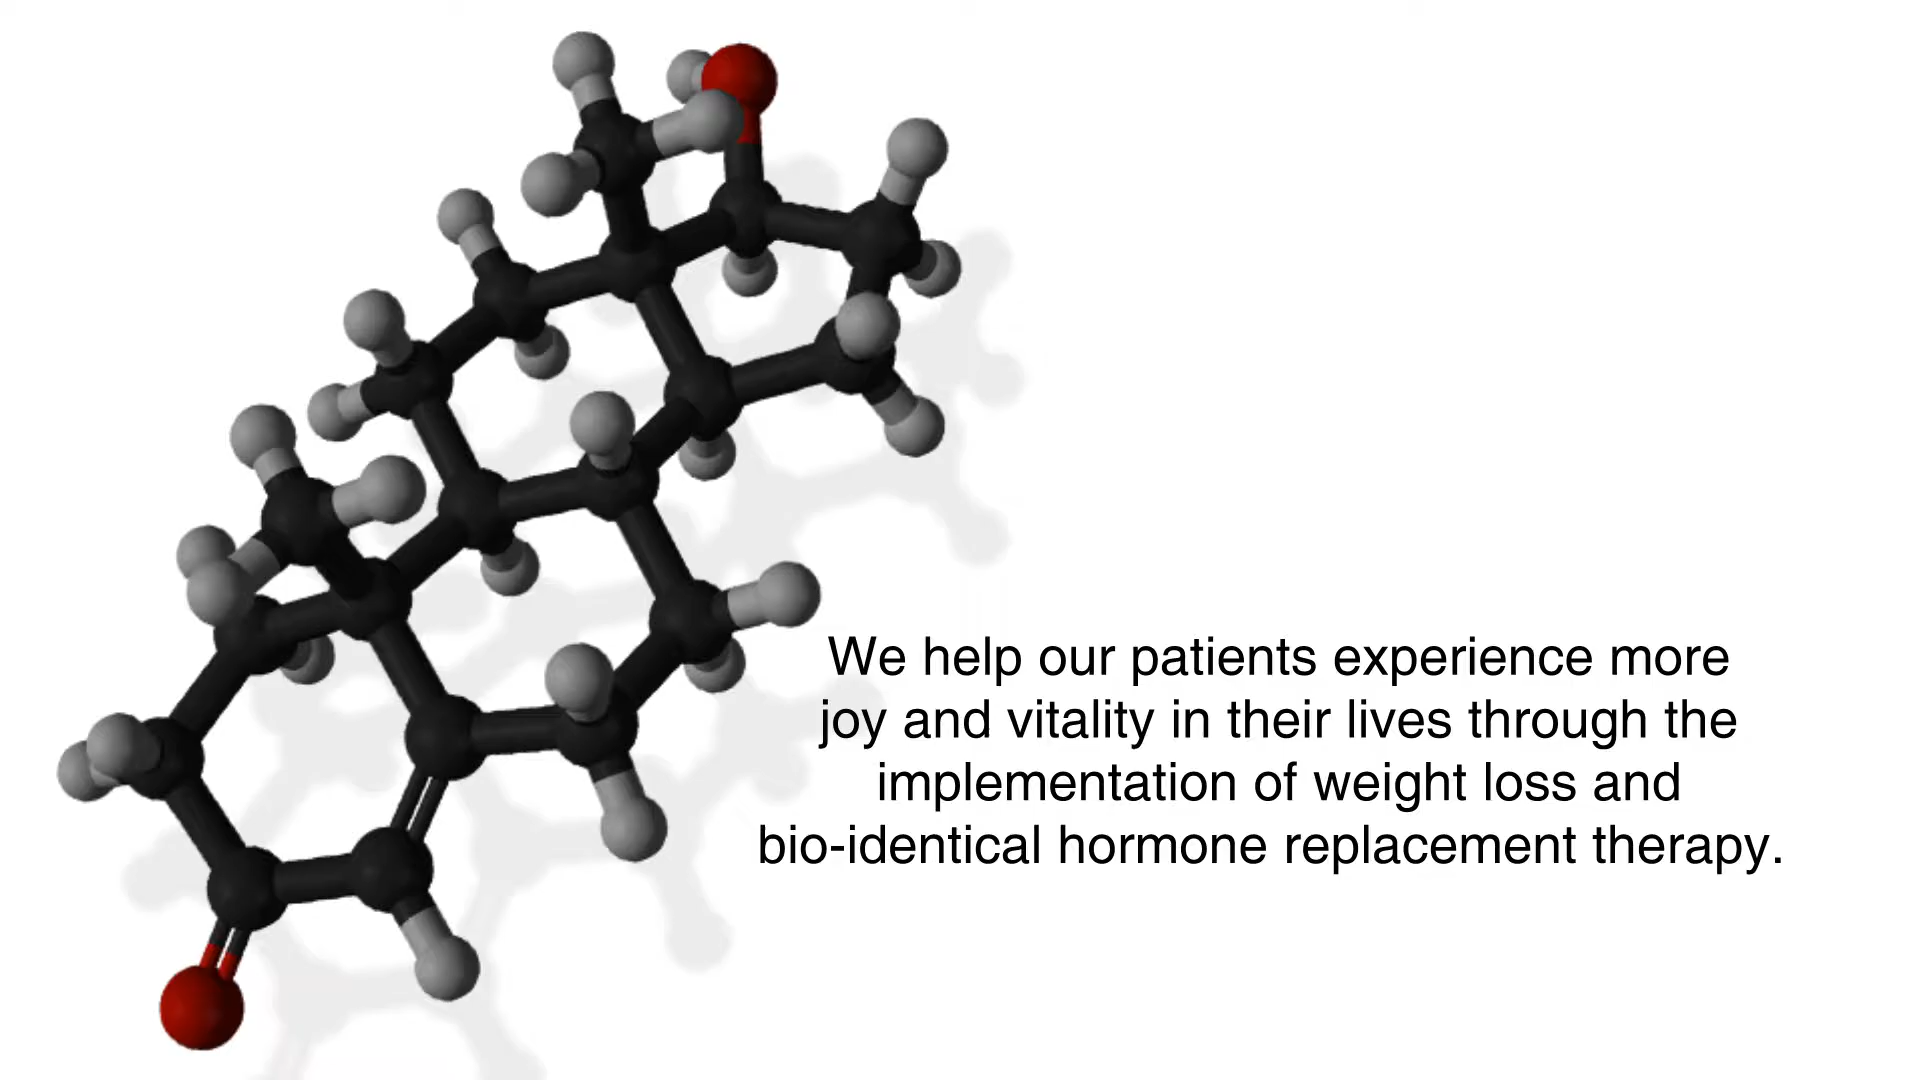 We help our patients experience more
joy and vitality in their lives through the
implementation of weight loss and
bio-identical hormone replacement therapy.